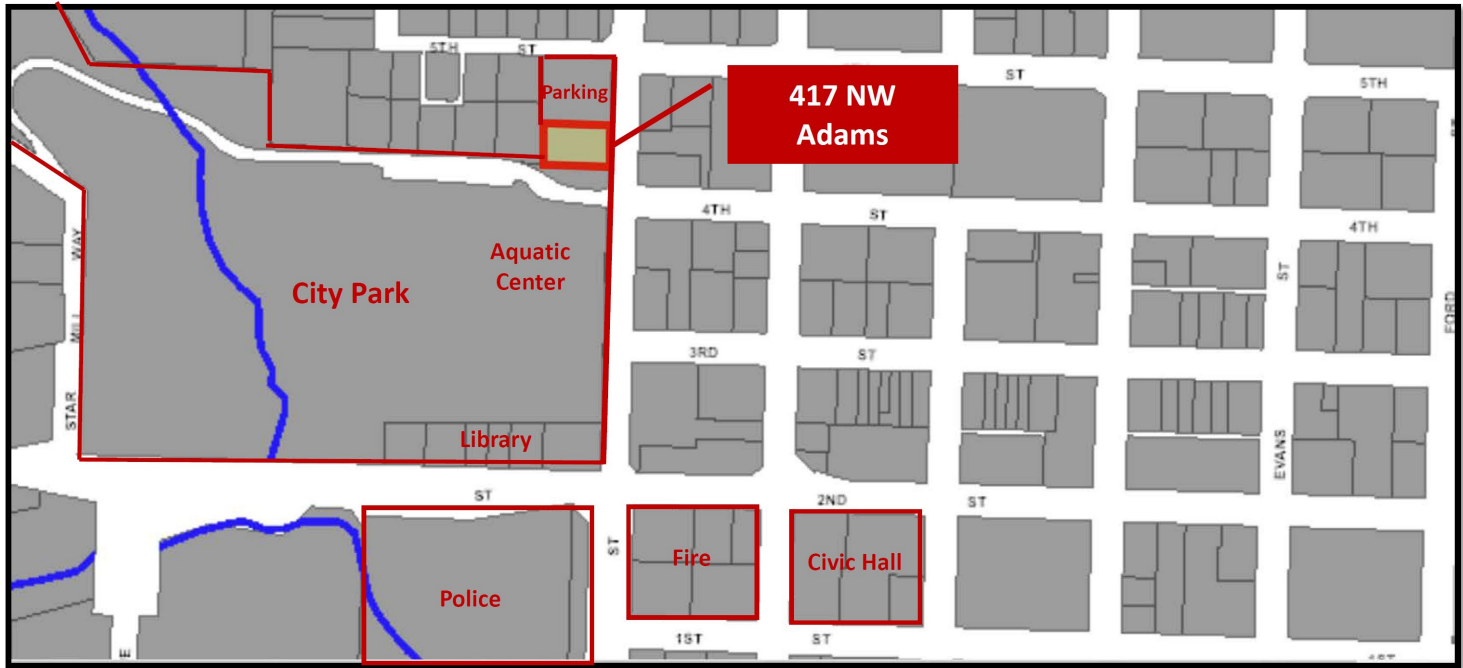 5TH
ST
Parking
417 NW
Adams
ST
5TH
ST
4TH
ST
4TH
WAY
Aquatic
Center
City Park
ST
MILL
FORD
3RD
ST
STAR
Library
EVANS
ST
2ND
ST
ST
Fire
Civic Hall
Police
1ST
ST
E